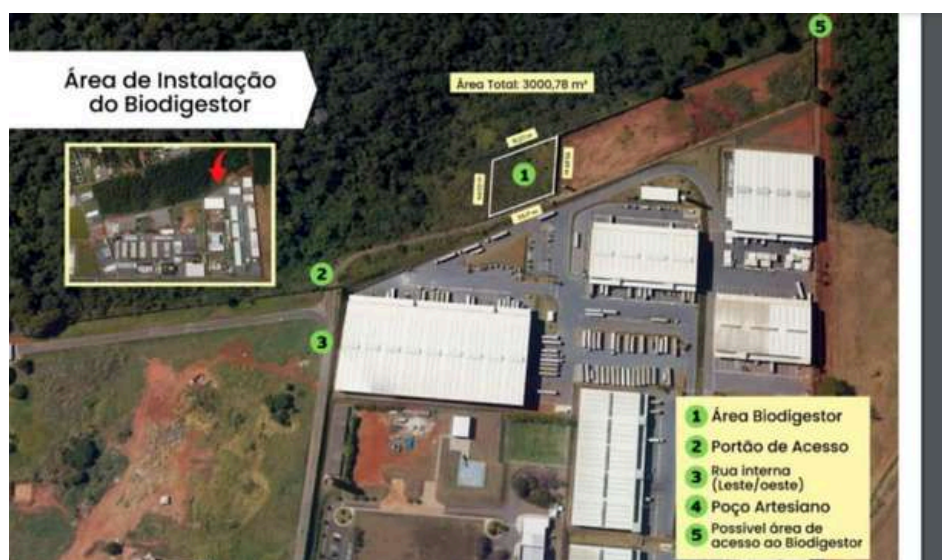 Área de Instalação
do Biodigestor
Área Total: 3000,78 m²
5
1
2
3
1 Área Biodigestor
2 Portão de Acesso
3 Rua interna
(Leste/oeste)
4 Poço Artesiano
5 Possível área de
acesso ao Biodigestor